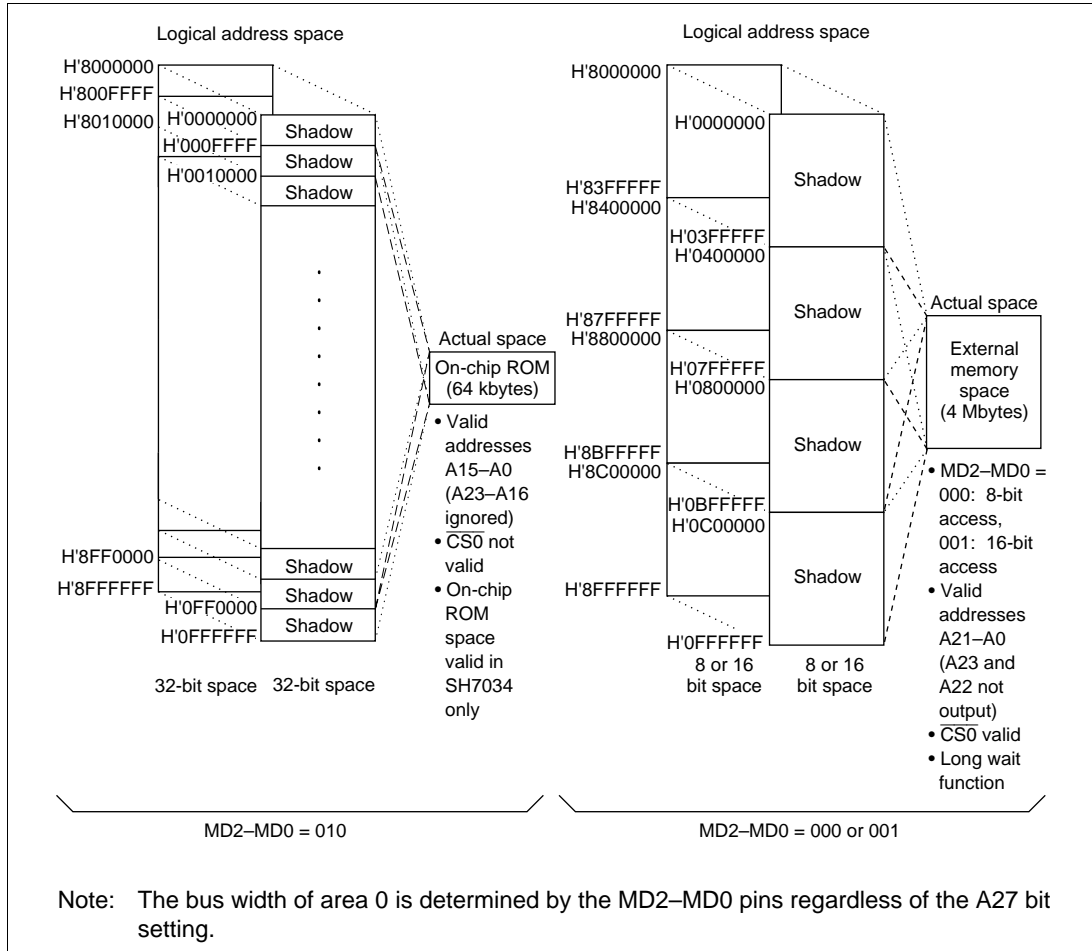 Logical address space
H'8000000
H'800FFFF
H'8010000
H'0000000
H'000FFFF
H'0010000
Shadow
Shadow
Shadow
Actual space
On-chip ROM
(64 kbytes)
• Valid
addresses
A15–A0
(A23–A16
ignored)
• CS0 not
valid
• On-chip
ROM
space
valid in
SH7034
only
H'8FF0000
H'8FFFFFF
H'0FF0000
H'0FFFFFF
Shadow
Shadow
Shadow
32-bit space
32-bit space
MD2–MD0 = 010
Logical address space
H'8000000
H'0000000
Shadow
H'83FFFFF
H'8400000
H'03FFFFF
H'0400000
Shadow
H'87FFFFF
H'8800000
H'07FFFFF
H'0800000
Shadow
H'8BFFFFF
H'8C00000
H'0BFFFFF
H'0C00000
Shadow
H'8FFFFFF
H'0FFFFFF
8 or 16
bit space
8 or 16
bit space
Actual space
External
memory
space
(4 Mbytes)
• MD2–MD0 =
000: 8-bit
access,
001: 16-bit
access
• Valid
addresses
A21–A0
(A23 and
A22 not
output)
• CS0 valid
• Long wait
function
MD2–MD0 = 000 or 001
Note: The bus width of area 0 is determined by the MD2–MD0 pins regardless of the A27 bit
setting.